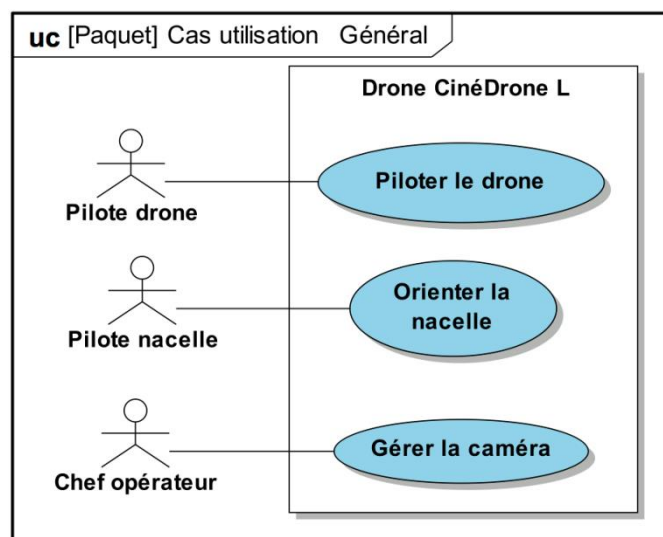 uc [Paquet] Cas utilisation Général
Drone CinéDrone L
Piloter le drone
Pilote drone
Orienter la
nacelle
Pilote nacelle
Gérer la caméra
Chef opérateur